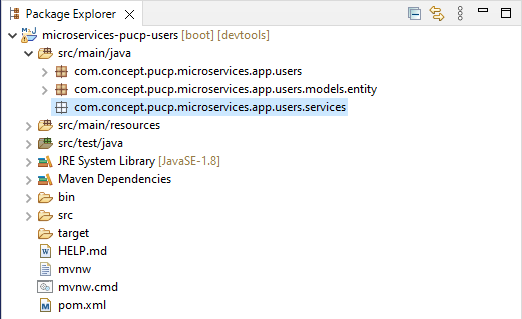 Package Explorer
microservices-pucp-users [boot] [devtools]
src/main/java
com.concept.pucp.microservices.app.users
com.concept.pucp.microservices.app.users.models.entity
com.concept.pucp.microservices.app.users.services
src/main/resources
src/test/java
JRE System Library [JavaSE-1.8]
Maven Dependencies
bin
src
target
HELP.md
mvnw
mvnw.cmd
pom.xml